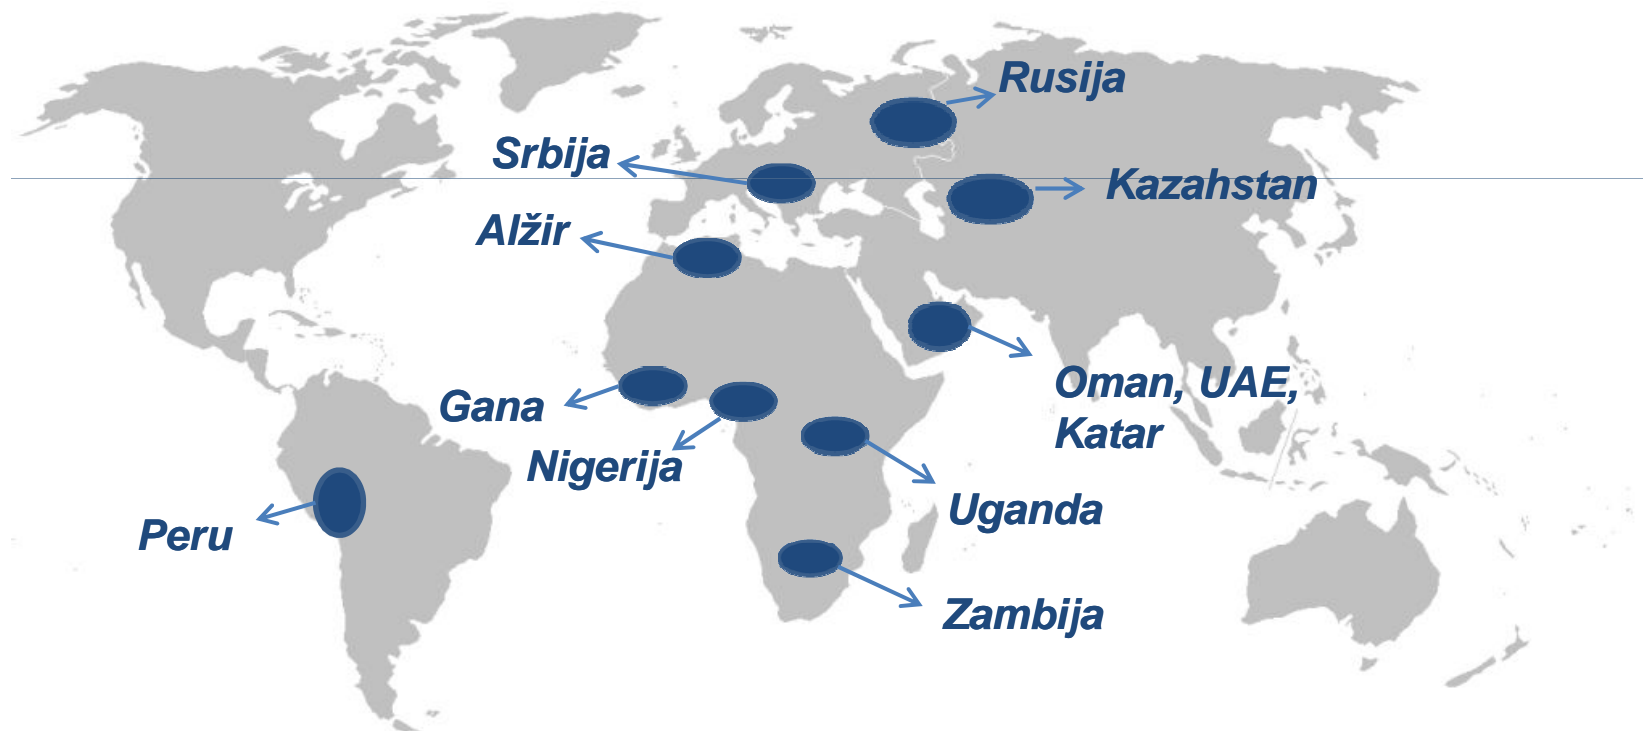 Rusija
Srbija
Kazahstan
Alžir
Oman, UAE,
Katar
Gana
Nigerija
Uganda
Peru
Zambija